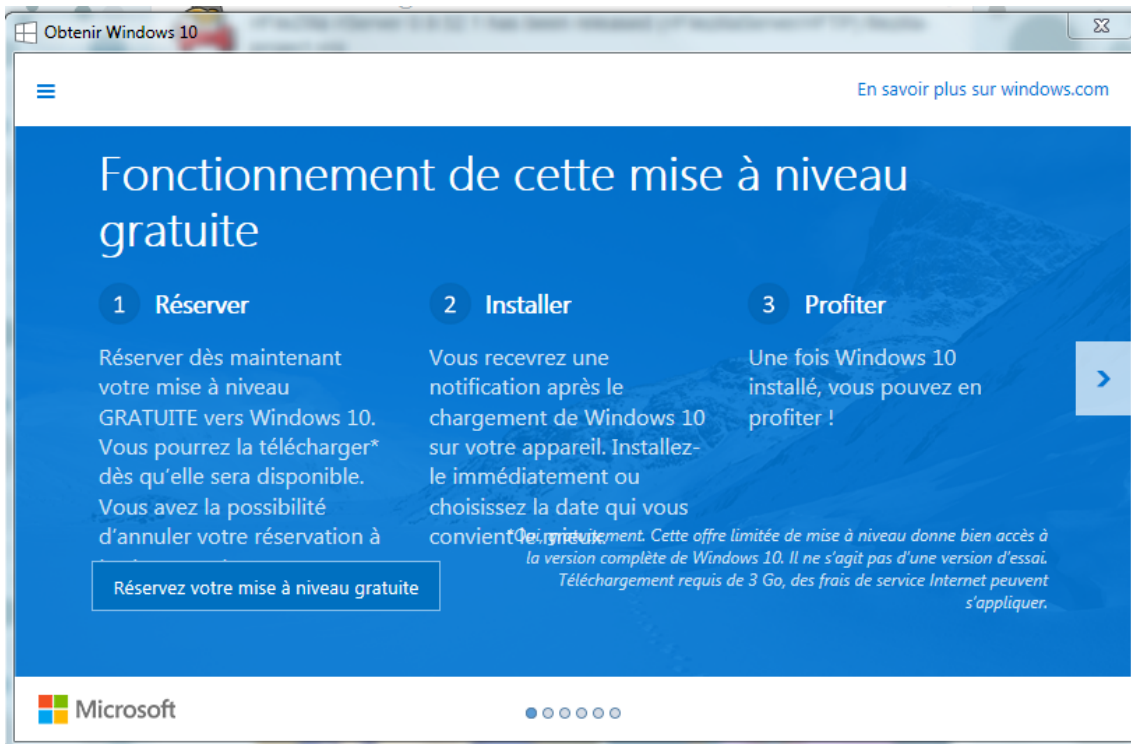 Obtenir Windows 10
En savoir plus sur windows.com
Fonctionnement de cette mise à niveau
gratuite
1 Réserver
Réserver dès maintenant
votre mise à niveau
GRATUITE vers Windows 10.
Vous pourrez la télécharger*
dès qu'elle sera disponible.
Vous avez la possibilité
d'annuler votre réservation à
2 Installer
Vous recevrez une
notification après le
chargement de Windows 10
sur votre appareil. Installez-
le immédiatement ou
choisissez la date qui vous
convient le mieux.
3 Profiter
Une fois Windows 10
installé, vous pouvez en
profiter !
*Oui, gratuitement. Cette offre limitée de mise à niveau donne bien accès à
la version complète de Windows 10. Il ne s'agit pas d'une version d'essai.
Téléchargement requis de 3 Go, des frais de service Internet peuvent
s'appliquer.
Réservez votre mise à niveau gratuite
Microsoft